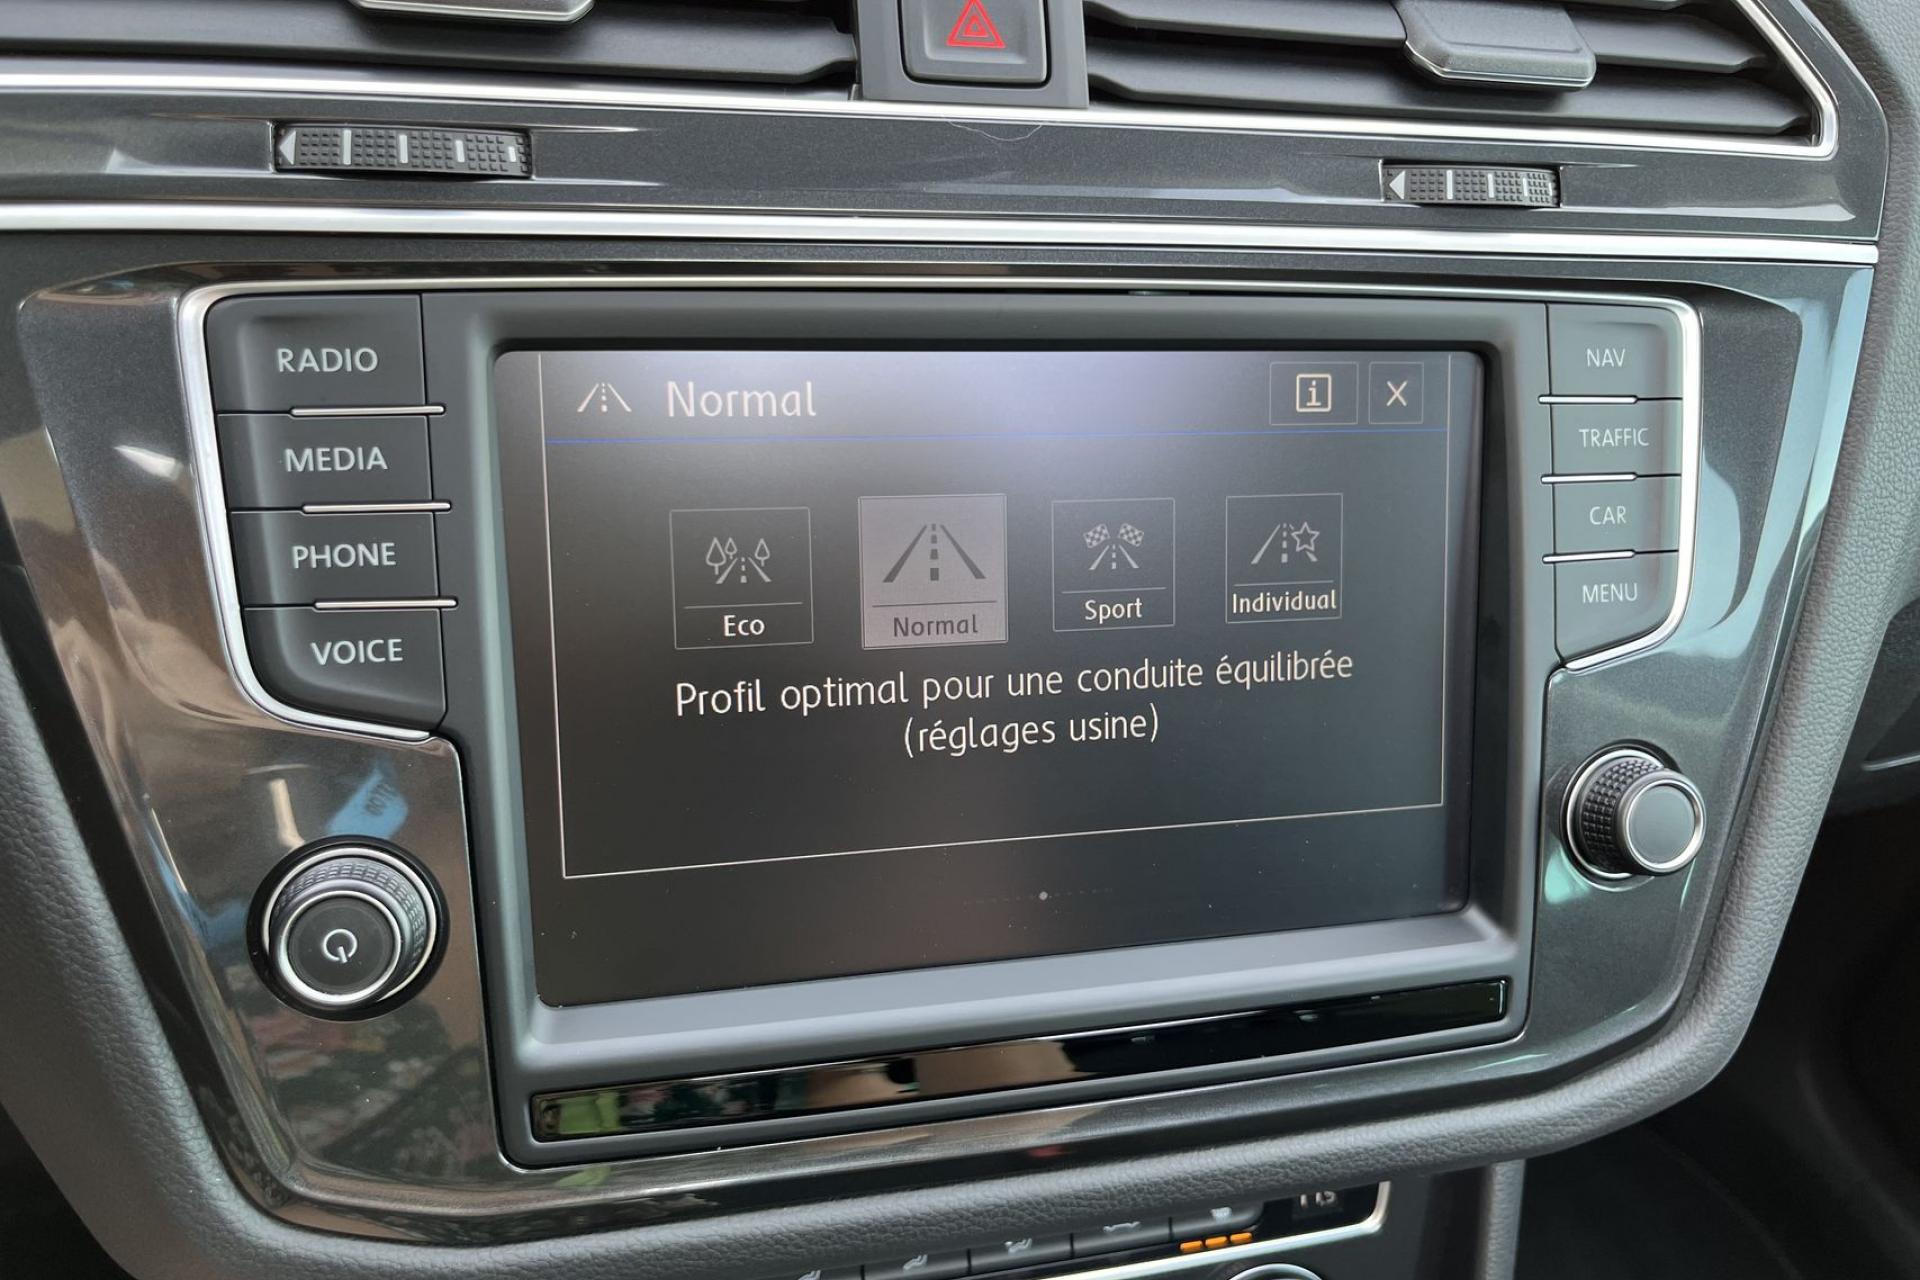 RADIO
MEDIA
PHONE
VOICE
Normal
i
X
Eco
Normal
Sport
Individual
Profil optimal pour une conduite équilibrée
(réglages usine)
NAV
TRAFFIC
CAR
MENU